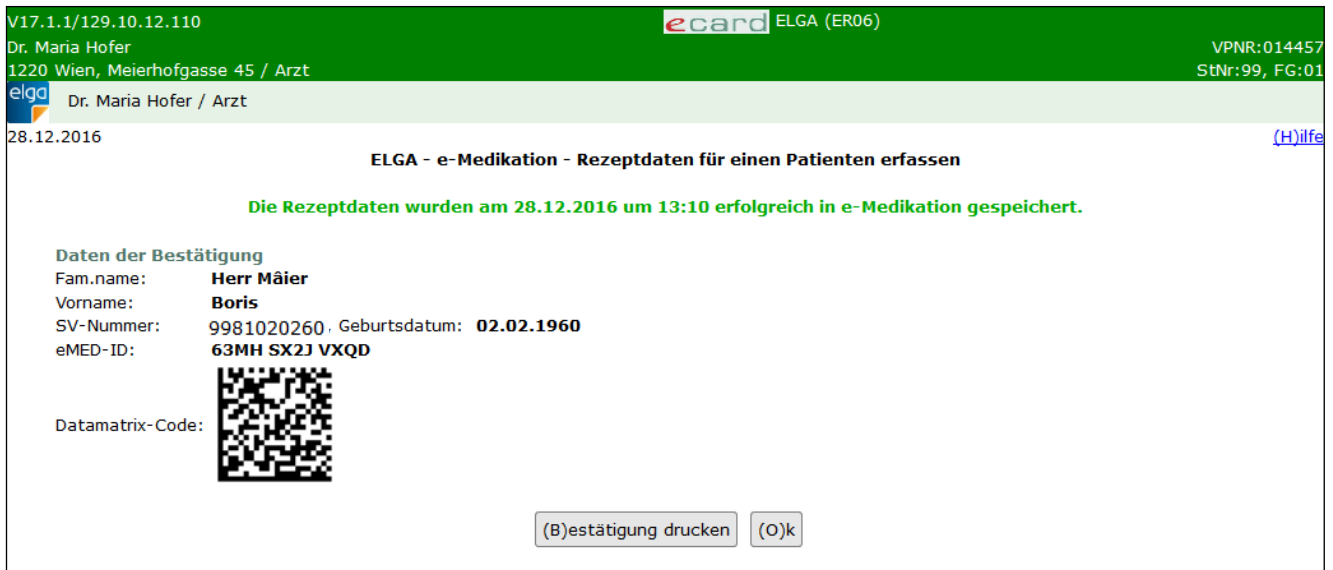 V17.1.1/129.10.12.110 ecard ELGA (ER06)
Dr. Maria Hofer VPNR:014457
1220 Wien, Meierhofgasse 45 / Arzt StNr:99, FG:01
elga Dr. Maria Hofer / Arzt
28.12.2016 (H)ilfe
ELGA - e-Medikation - Rezeptdaten für einen Patienten erfassen
Die Rezeptdaten wurden am 28.12.2016 um 13:10 erfolgreich in e-Medikation gespeichert.
Daten der Bestätigung
Fam.name: Herr Mâier
Vorname: Boris
SV-Nummer: 9981020260, Geburtsdatum: 02.02.1960
eMED-ID: 63MH SX2J VXQD
Datamatrix-Code:
(B)estätigung drucken (O)k